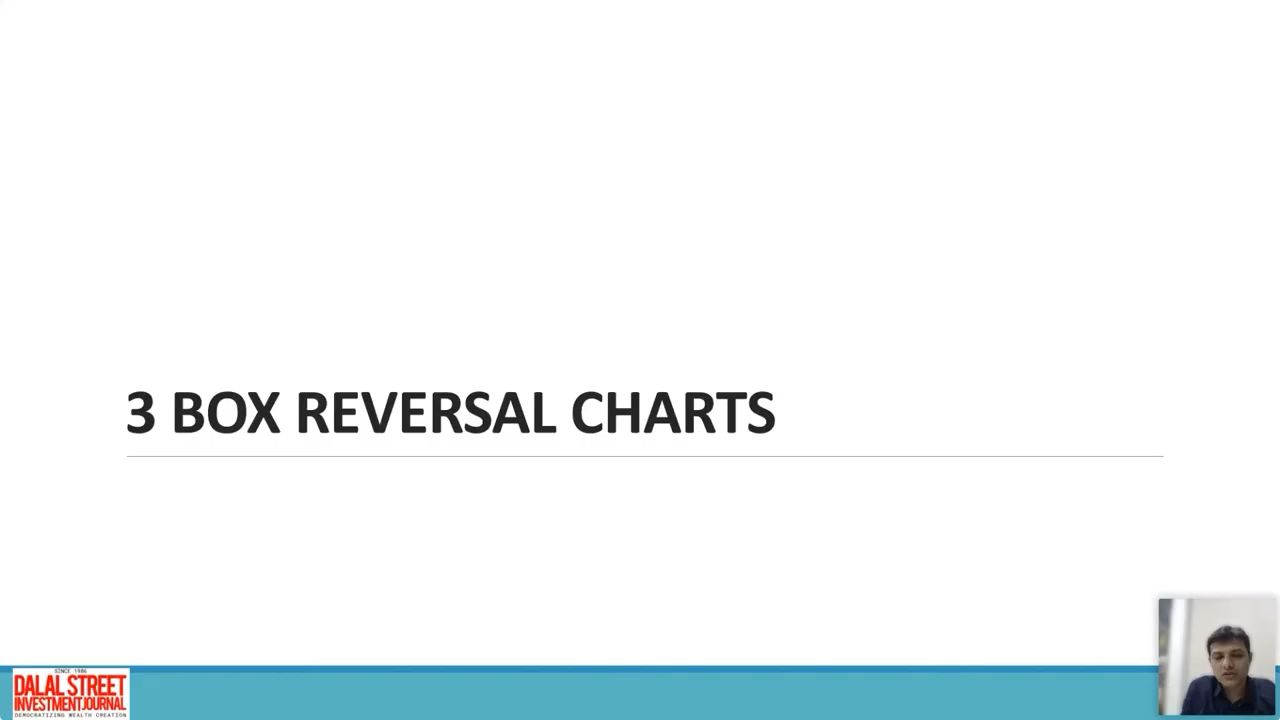 3 BOX REVERSAL CHARTS
SINCE 1986
DALAL STREET
INVESTMENT JOURNAL
DEMOCRATIZING WEALTH CREATION